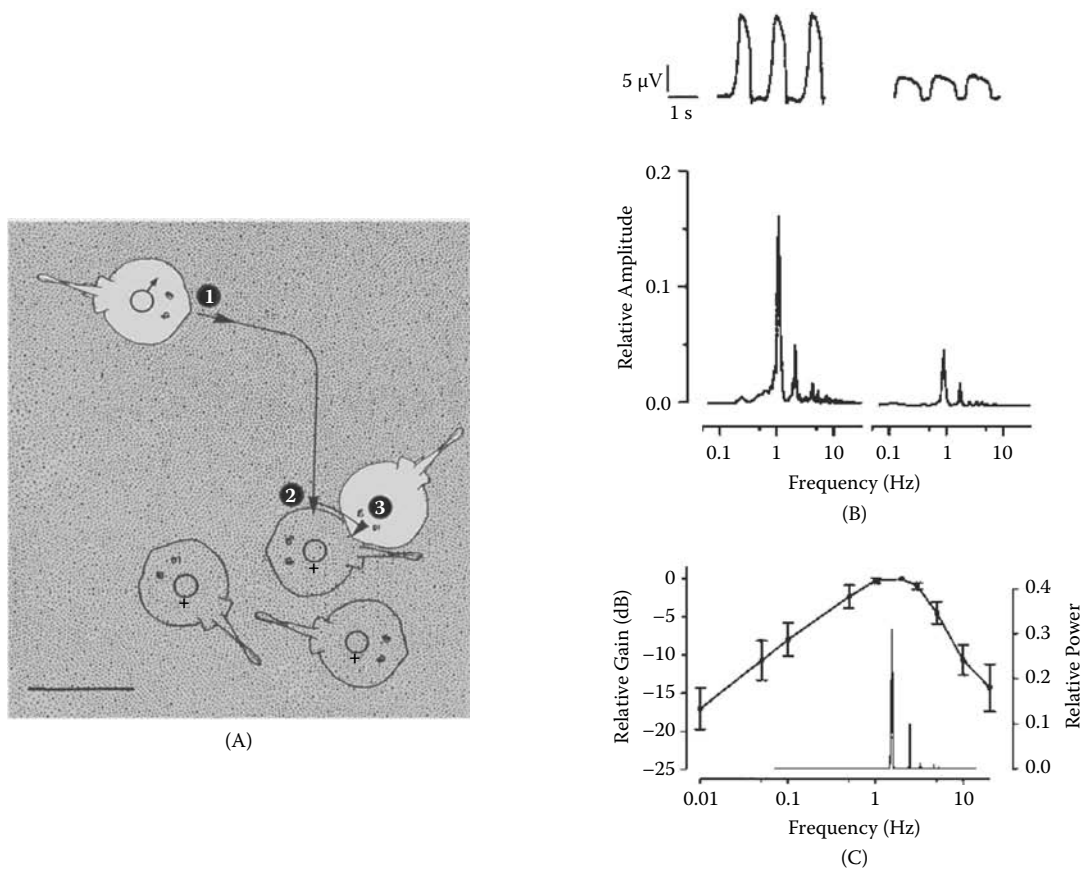 1
2
3
+
+
+
(A)
5 µV
1 s
0.2
0.1
0.0
Relative Amplitude
0.1 1 10 0.1 1 10
Frequency (Hz)
(B)
0
−5
−10
−15
−20
−25
Relative Gain (dB)
0.4
0.3
0.2
0.1
0.0
Relative Power
0.01 0.1 1 10
Frequency (Hz)
(C)